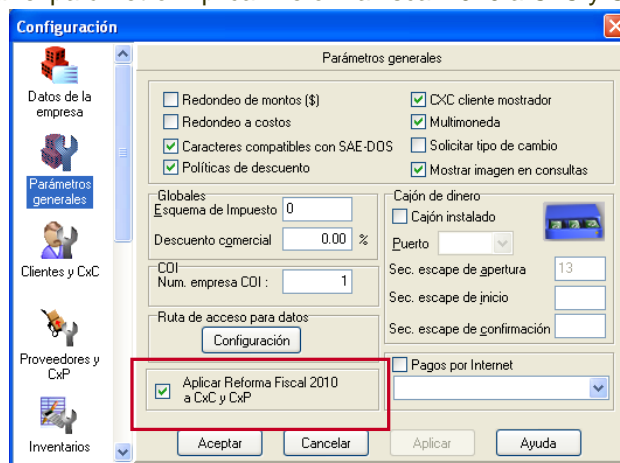 Configuración
Parámetros generales
Datos de la
empresa
Parámetros
generales
Clientes y CxC
Proveedores y
CxP
Inventarios
Redondeo de montos ($)
Redondeo a costos
Caracteres compatibles con SAE-DOS
Políticas de descuento
CXC cliente mostrador
Multimoneda
Solicitar tipo de cambio
Mostrar imagen en consultas
Globales
Esquema de Impuesto 0
Descuento comercial 0.00 %
COI
Num. empresa COI : 1
Ruta de acceso para datos
Configuración
Aplicar Reforma Fiscal 2010
a CxC y CxP
Cajón de dinero
Cajón instalado
Puerto
Sec. escape de apertura 13
Sec. escape de inicio
Sec. escape de confirmación
Pagos por Internet
Aceptar Cancelar Aplicar Ayuda